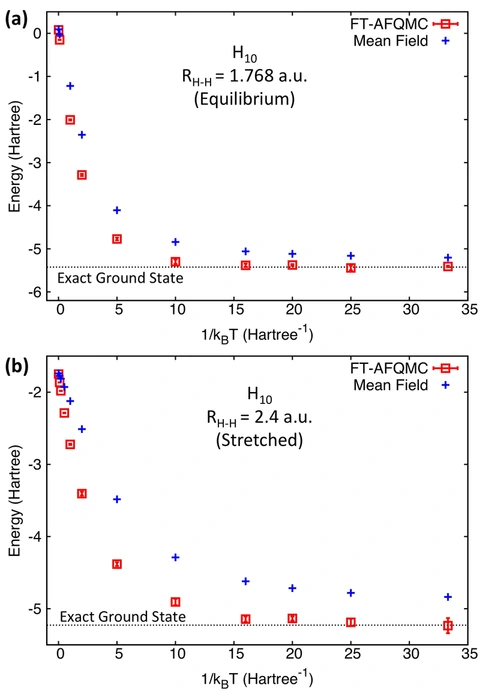 (a)
FT-AFQMC
Mean Field
H10
RH-H = 1.768 a.u.
(Equilibrium)
0
-1
-2
-3
-4
-5
-6
Energy (Hartree)
Exact Ground State
0 5 10 15 20 25 30 35
1/kBT (Hartree-1)
(b)
FT-AFQMC
Mean Field
H10
RH-H = 2.4 a.u.
(Stretched)
-2
-3
-4
-5
Energy (Hartree)
Exact Ground State
0 5 10 15 20 25 30 35
1/kBT (Hartree-1)